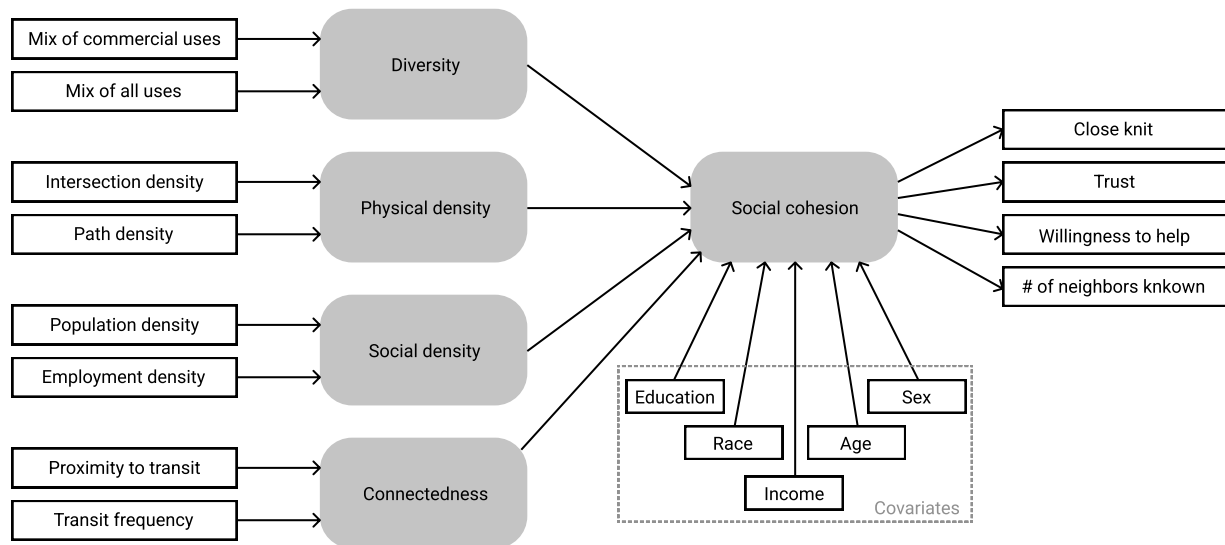 Mix of commercial uses
Mix of all uses
Diversity
Intersection density
Path density
Physical density
Population density
Employment density
Social density
Proximity to transit
Transit frequency
Connectedness
Social cohesion
Close knit
Trust
Willingness to help
# of neighbors knkown
Education
Sex
Race
Age
Income
Covariates